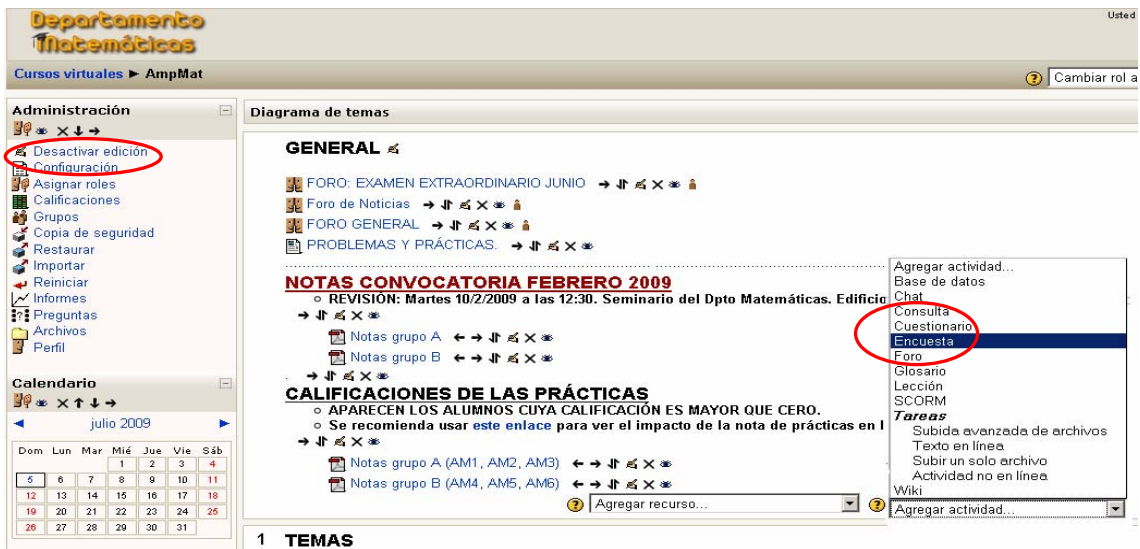 Departamento
Matemáticas
Usted
Cursos virtuales ► AmpMat
Cambiar rol a
Administración
Desactivar edición
Configuración
Asignar roles
Calificaciones
Grupos
Copia de seguridad
Restaurar
Importar
Reiniciar
Informes
Preguntas
Archivos
Perfil
Calendario
julio 2009
Dom Lun Mar Mié Jue Vie Sáb
1 2 3 4
5 6 7 8 9 10 11
12 13 14 15 16 17 18
19 20 21 22 23 24 25
26 27 28 29 30 31
Diagrama de temas
GENERAL
FORO: EXAMEN EXTRAORDINARIO JUNIO
Foro de Noticias
FORO GENERAL
PROBLEMAS Y PRÁCTICAS.
NOTAS CONVOCATORIA FEBRERO 2009
REVISIÓN: Martes 10/2/2009 a las 12:30. Seminario del Dpto Matemáticas. Edificio
Notas grupo A
Notas grupo B
CALIFICACIONES DE LAS PRÁCTICAS
APARECEN LOS ALUMNOS CUYA CALIFICACIÓN ES MAYOR QUE CERO.
Se recomienda usar este enlace para ver el impacto de la nota de prácticas en l
Notas grupo A (AM1, AM2, AM3)
Notas grupo B (AM4, AM5, AM6)
Agregar recurso...
Agregar actividad...
Base de datos
Chat
Consulta
Cuestionario
Encuesta
Foro
Glosario
Lección
SCORM
Tareas
Subida avanzada de archivos
Texto en línea
Subir un solo archivo
Actividad no en línea
Wiki
Agregar actividad...
1 TEMAS